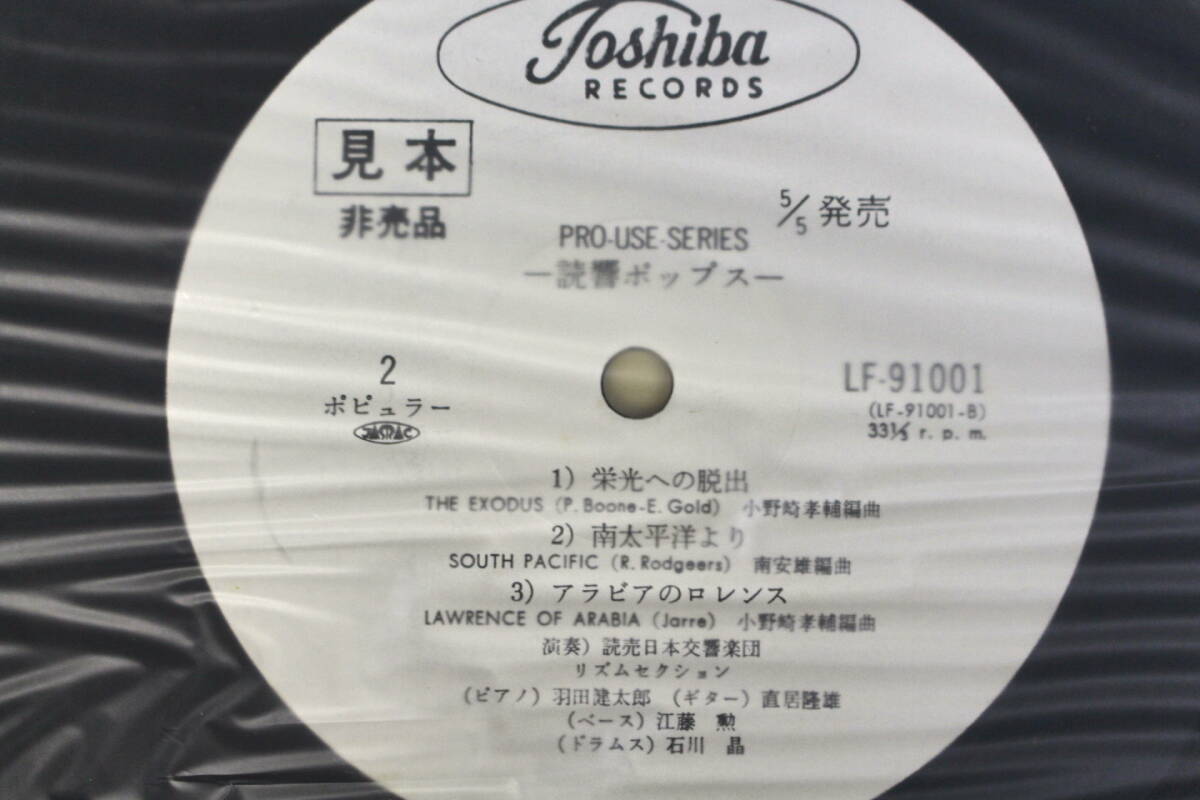 Toshiba
RECORDS
見本
非売品
5/5 発売
PRO-USE-SERIES
―読響ポップス―
2
ポピュラー
JASRAC
LF-91001
(LF-91001-B)
33⅓ r. p. m.
1) 栄光への脱出
THE EXODUS (P. Boone-E. Gold) 小野崎孝輔編曲
2) 南太平洋より
SOUTH PACIFIC (R. Rodgeers) 南安雄編曲
3) アラビアのロレンス
LAWRENCE OF ARABIA (Jarre) 小野崎孝輔編曲
演奏) 読売日本交響楽団
リズムセクション
(ピアノ) 羽田健太郎 (ギター) 直居隆雄
(ベース) 江藤 勲
(ドラムス) 石川 晶